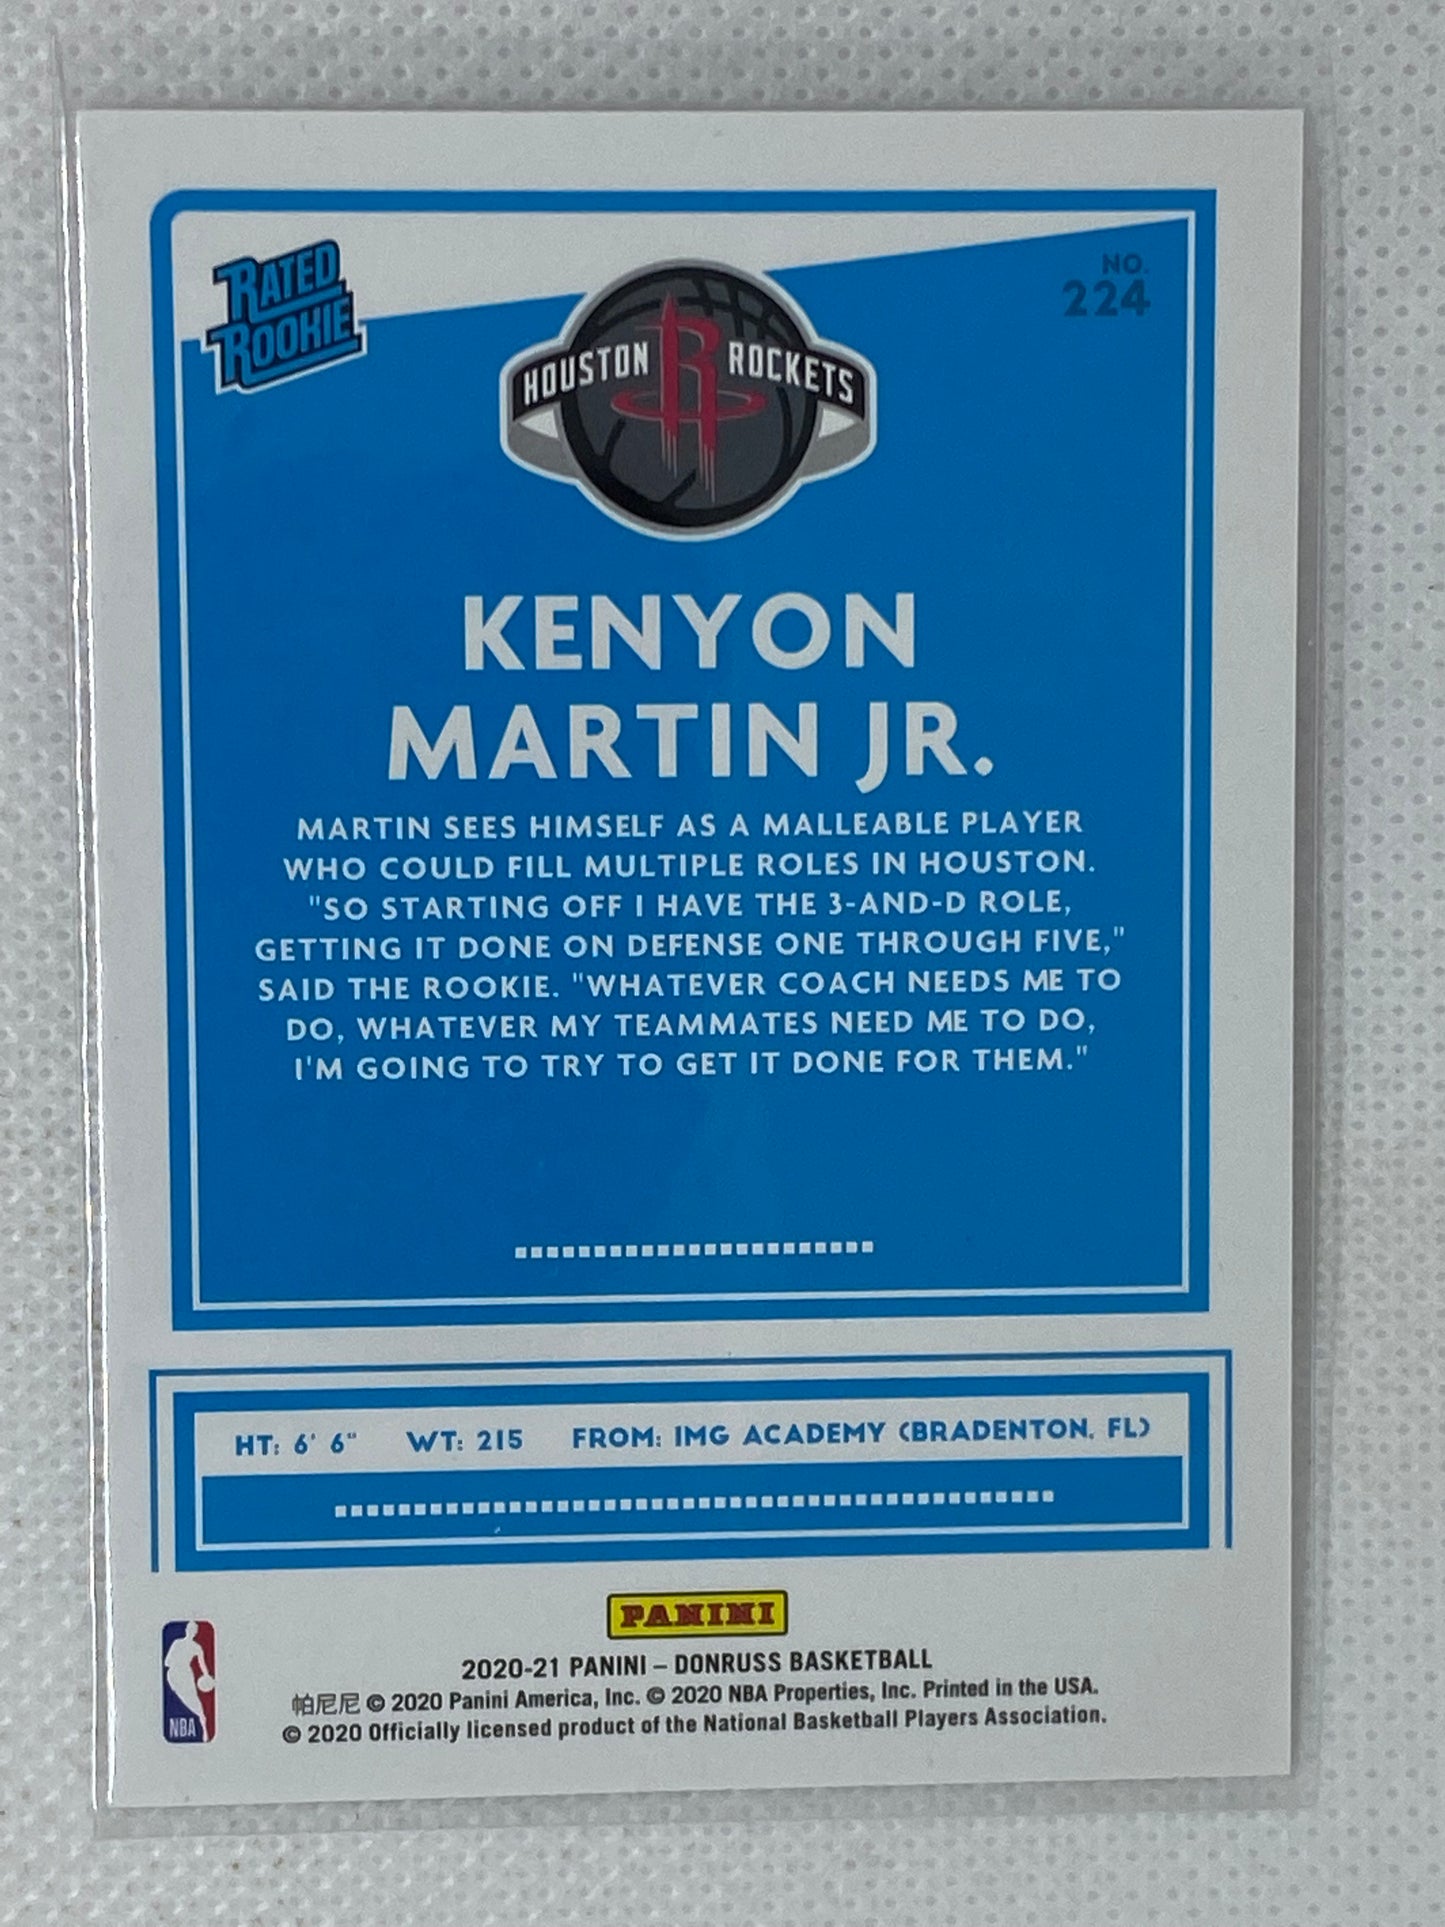 RATED
ROOKIE
NO.
224
HOUSTON ROCKETS
KENYON
MARTIN JR.
MARTIN SEES HIMSELF AS A MALLEABLE PLAYER
WHO COULD FILL MULTIPLE ROLES IN HOUSTON.
"SO STARTING OFF I HAVE THE 3-AND-D ROLE,
GETTING IT DONE ON DEFENSE ONE THROUGH FIVE,"
SAID THE ROOKIE. "WHATEVER COACH NEEDS ME TO
DO, WHATEVER MY TEAMMATES NEED ME TO DO,
I'M GOING TO TRY TO GET IT DONE FOR THEM."
HT: 6' 6" WT: 215 FROM: IMG ACADEMY (BRADENTON, FL)
PANINI
2020-21 PANINI – DONRUSS BASKETBALL
帕尼尼 © 2020 Panini America, Inc. © 2020 NBA Properties, Inc. Printed in the USA.
© 2020 Officially licensed product of the National Basketball Players Association.
NBA